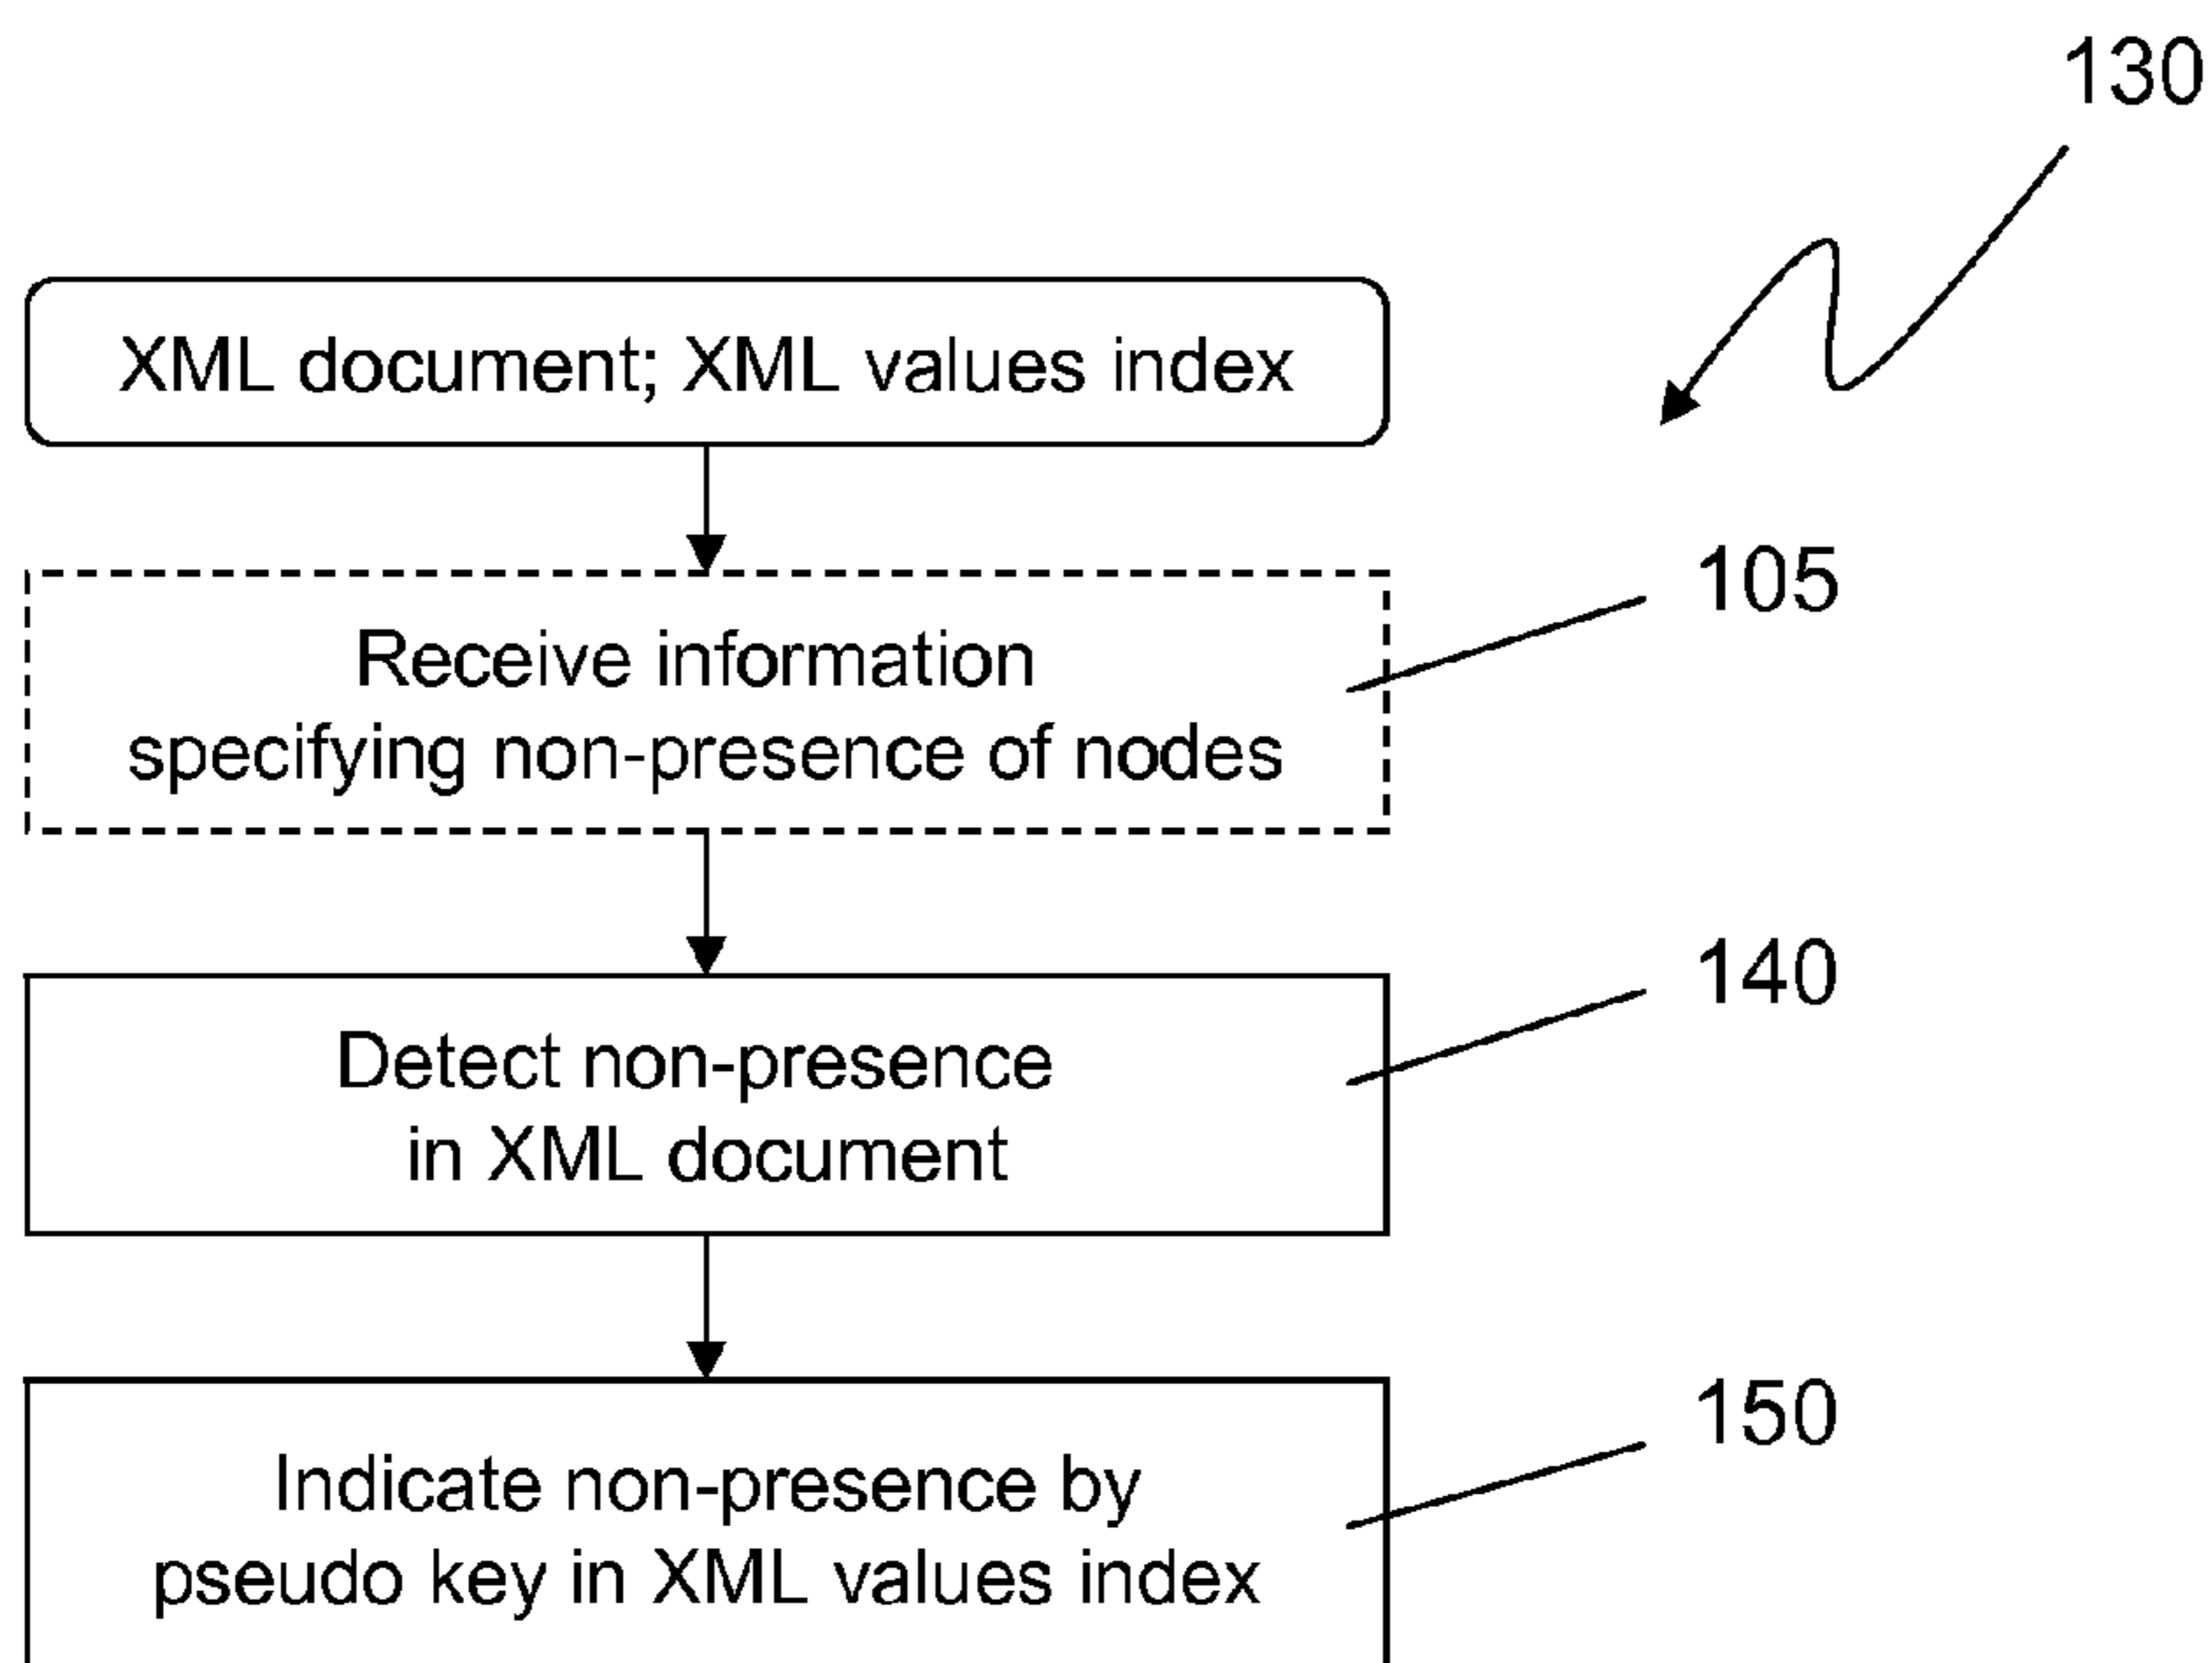 130
XML document; XML values index
105
Receive information
specifying non-presence of nodes
140
Detect non-presence
in XML document
150
Indicate non-presence by
pseudo key in XML values index